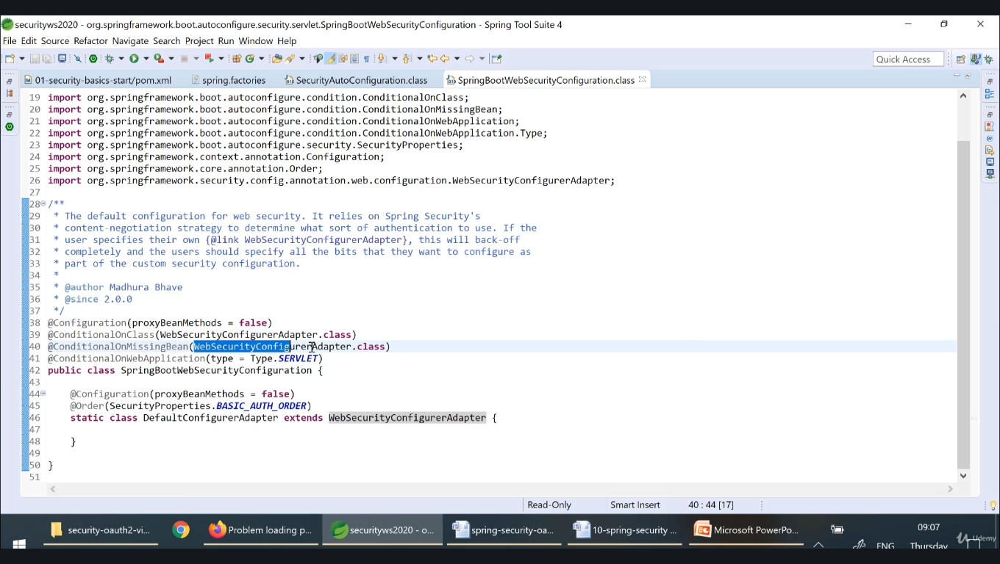 securityws2020 - org.springframework.boot.autoconfigure.security.servlet.SpringBootWebSecurityConfiguration - Spring Tool Suite 4
File Edit Source Refactor Navigate Search Project Run Window Help
Quick Access
01-security-basics-start/pom.xml spring.factories SecurityAutoConfiguration.class SpringBootWebSecurityConfiguration.class
19 import org.springframework.boot.autoconfigure.condition.ConditionalOnClass;
20 import org.springframework.boot.autoconfigure.condition.ConditionalOnMissingBean;
21 import org.springframework.boot.autoconfigure.condition.ConditionalOnWebApplication;
22 import org.springframework.boot.autoconfigure.condition.ConditionalOnWebApplication.Type;
23 import org.springframework.boot.autoconfigure.security.SecurityProperties;
24 import org.springframework.context.annotation.Configuration;
25 import org.springframework.core.annotation.Order;
26 import org.springframework.security.config.annotation.web.configuration.WebSecurityConfigurerAdapter;
27
28 /**
29 * The default configuration for web security. It relies on Spring Security's
30 * content-negotiation strategy to determine what sort of authentication to use. If the
31 * user specifies their own {@link WebSecurityConfigurerAdapter}, this will back-off
32 * completely and the users should specify all the bits that they want to configure as
33 * part of the custom security configuration.
34 *
35 * @author Madhura Bhave
36 * @since 2.0.0
37 */
38 @Configuration(proxyBeanMethods = false)
39 @ConditionalOnClass(WebSecurityConfigurerAdapter.class)
40 @ConditionalOnMissingBean(WebSecurityConfigurerAdapter.class)
41 @ConditionalOnWebApplication(type = Type.SERVLET)
42 public class SpringBootWebSecurityConfiguration {
43
44 @Configuration(proxyBeanMethods = false)
45 @Order(SecurityProperties.BASIC_AUTH_ORDER)
46 static class DefaultConfigurerAdapter extends WebSecurityConfigurerAdapter {
47
48 }
49
50 }
51
Read-Only Smart Insert 40 : 44 [17]
security-oauth2-vi... Problem loading p... securityws2020 - o... spring-security-oa... 10-spring-security ... Microsoft PowerPo... 09:07
ENG Thursday
Udemy